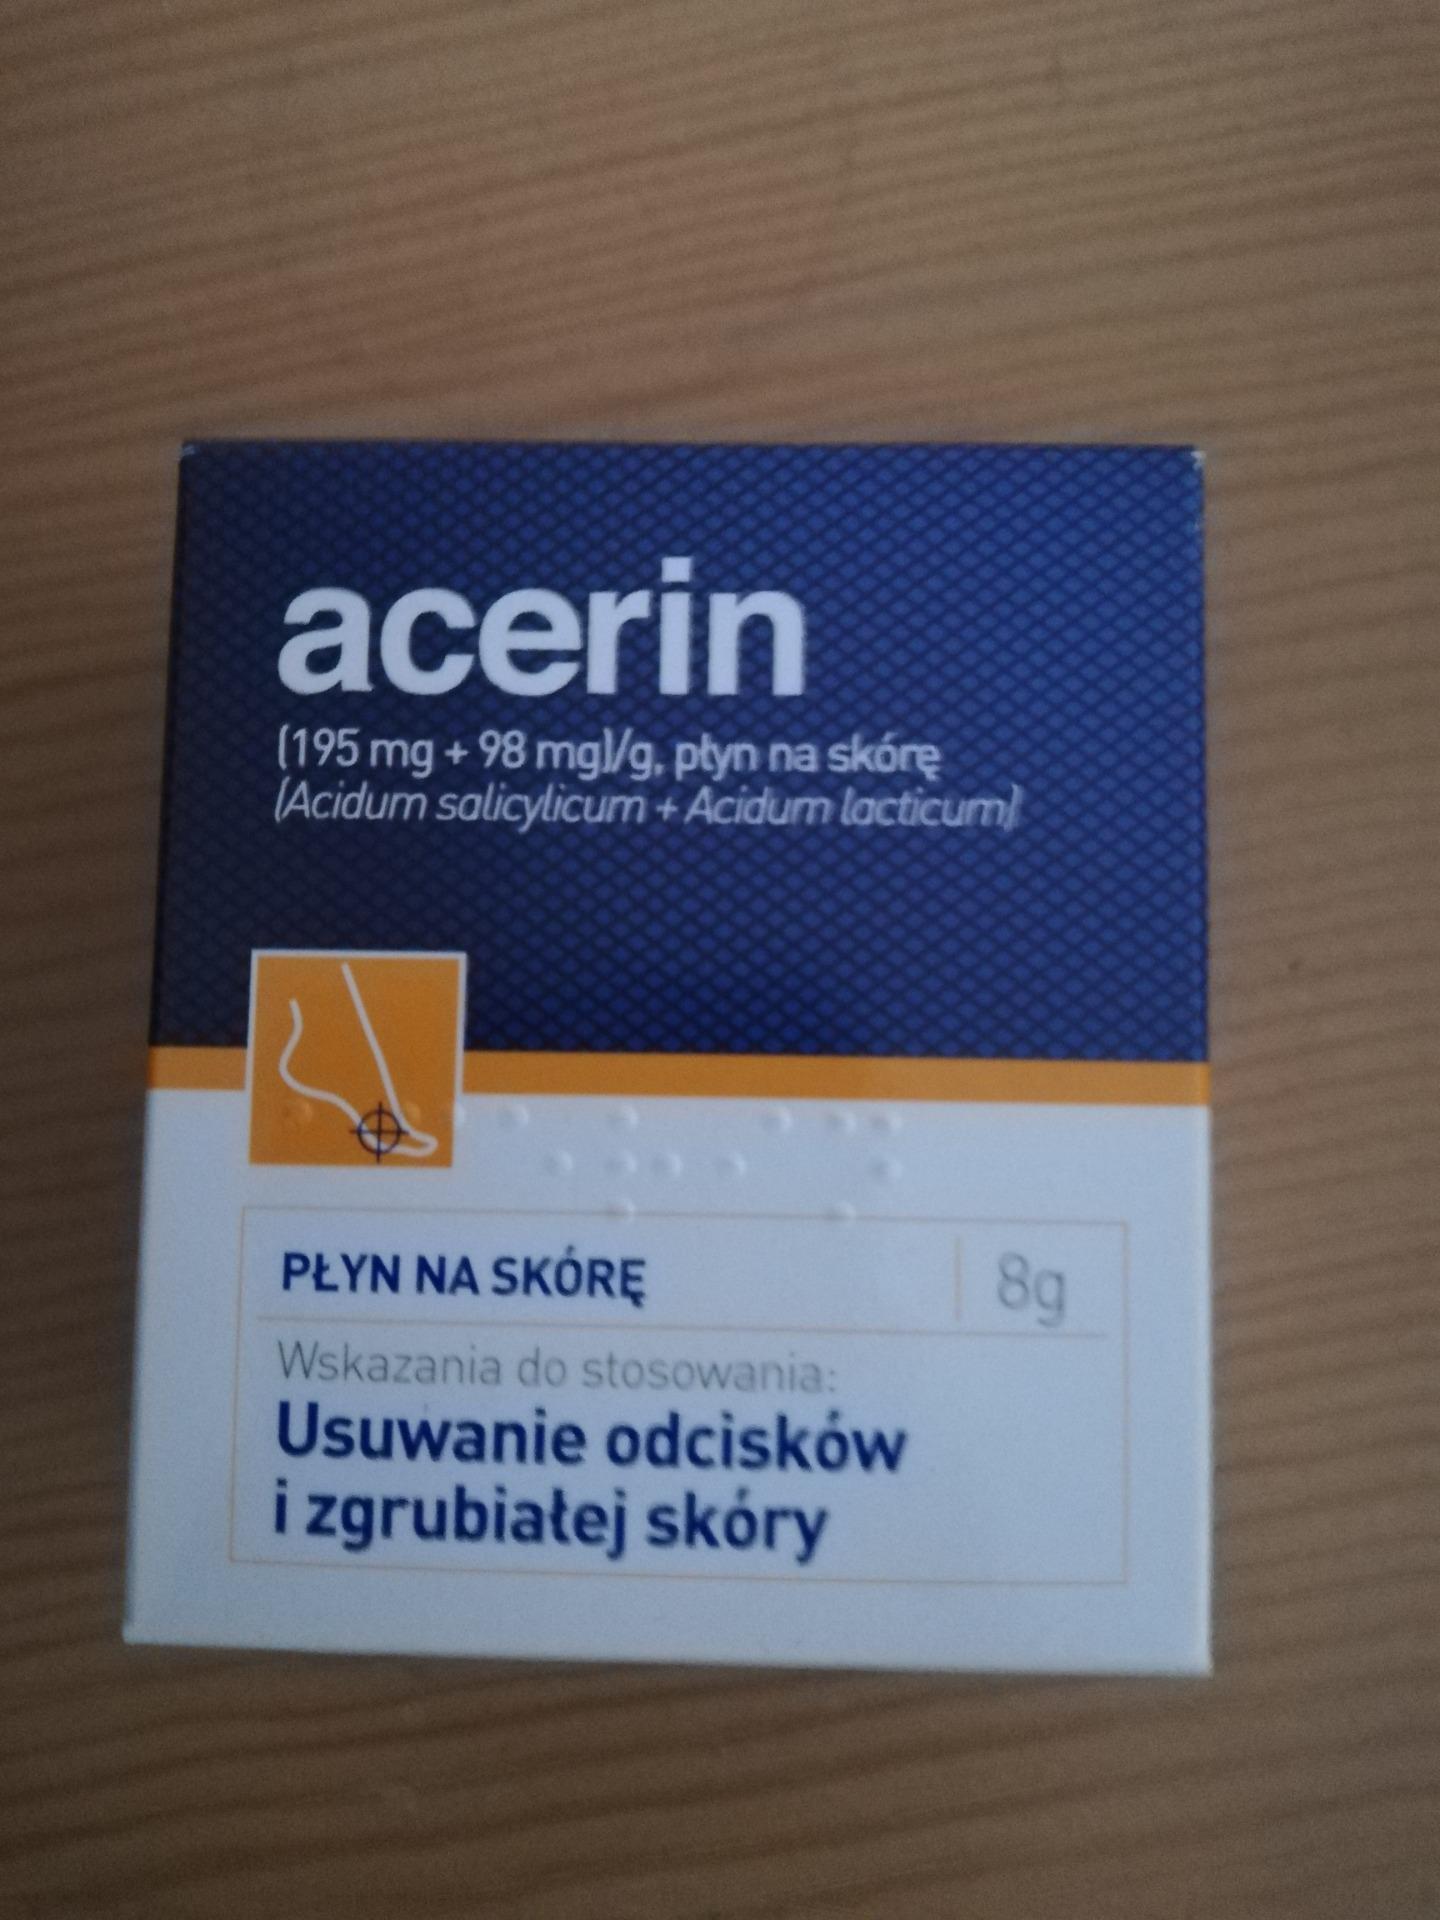 acerin
(195 mg + 98 mg)/g, płyn na skórę
(Acidum salicylicum + Acidum lacticum)
PŁYN NA SKÓRĘ
8g
Wskazania do stosowania:
Usuwanie odcisków
i zgrubiałej skóry